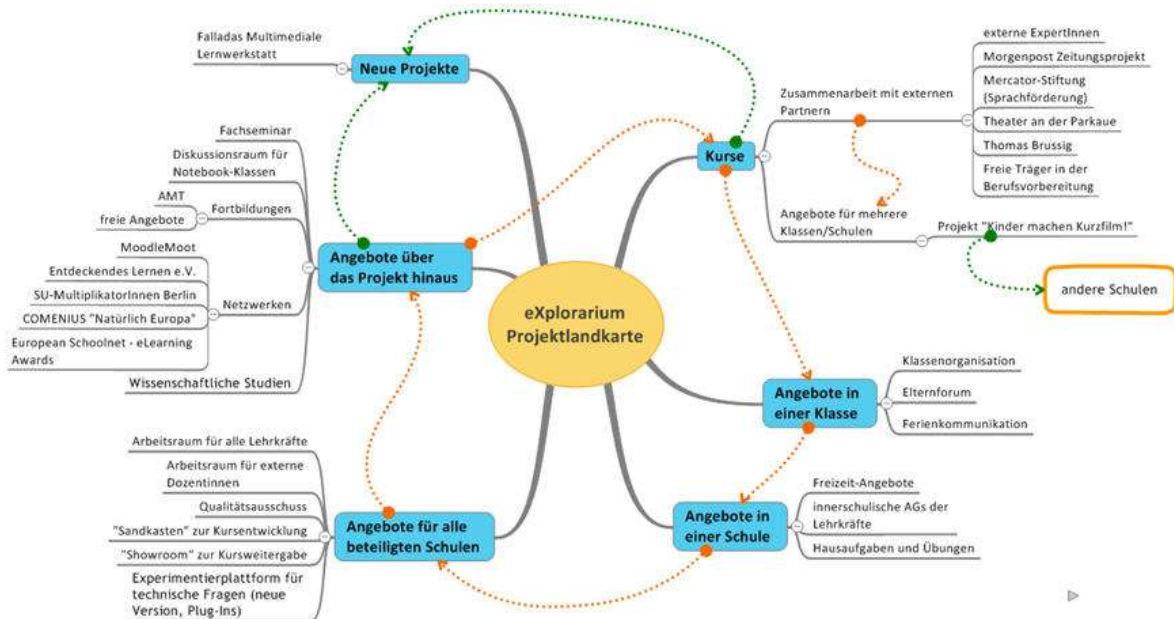 eXplorarium
Projektlandkarte
Neue Projekte
Falladas Multimediale
Lernwerkstatt
Kurse
Zusammenarbeit mit externen
Partnern
externe ExpertInnen
Morgenpost Zeitungsprojekt
Mercator-Stiftung
(Sprachförderung)
Theater an der Parkaue
Thomas Brussig
Freie Träger in der
Berufsvorbereitung
Angebote für mehrere
Klassen/Schulen
Projekt "Kinder machen Kurzfilm!"
andere Schulen
Angebote in
einer Klasse
Klassenorganisation
Elternforum
Ferienkommunikation
Angebote in
einer Schule
Freizeit-Angebote
innerschulische AGs der
Lehrkräfte
Hausaufgaben und Übungen
Angebote für alle
beteiligten Schulen
Arbeitsraum für alle Lehrkräfte
Arbeitsraum für externe
Dozentinnen
Qualitätsausschuss
"Sandkasten" zur Kursentwicklung
"Showroom" zur Kursweitergabe
Experimentierplattform für
technische Fragen (neue
Version, Plug-Ins)
Angebote über
das Projekt hinaus
Fachseminar
Diskussionsraum für
Notebook-Klassen
Fortbildungen
AMT
freie Angebote
Netzwerken
MoodleMoot
Entdeckendes Lernen e.V.
SU-MultiplikatorInnen Berlin
COMENIUS "Natürlich Europa"
European Schoolnet - eLearning
Awards
Wissenschaftliche Studien